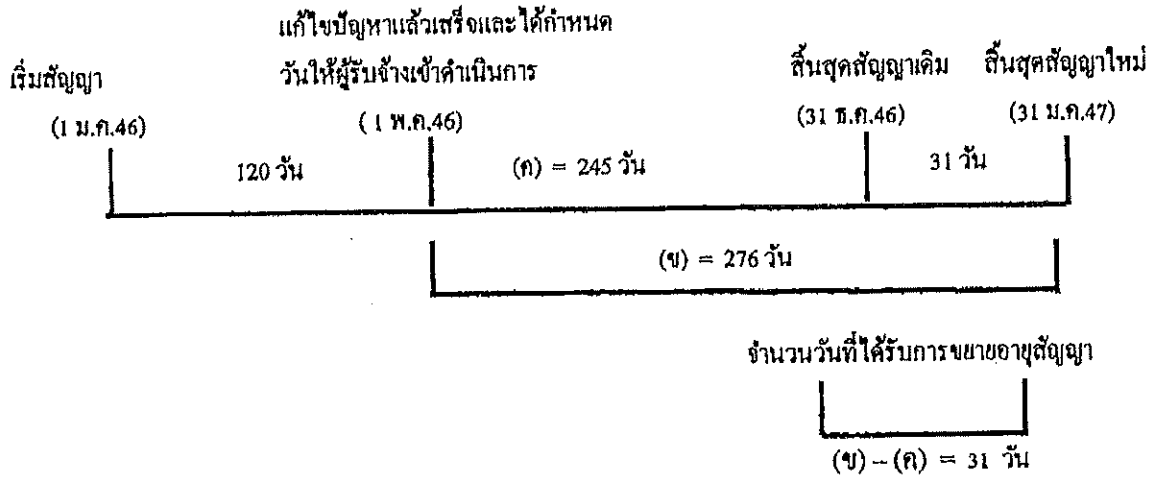 แก้ไขปัญหาแล้วเสร็จและได้กำหนด
วันให้ผู้รับจ้างเข้าดำเนินการ
เริ่มสัญญา
สิ้นสุดสัญญาเดิม
สิ้นสุดสัญญาใหม่
(1 ม.ค.46)
(1 พ.ค.46)
(31 ธ.ค.46)
(31 ม.ค.47)
120 วัน
(ค) = 245 วัน
31 วัน
(ข) = 276 วัน
จำนวนวันที่ได้รับการขยายอายุสัญญา
(ข) – (ค) = 31 วัน